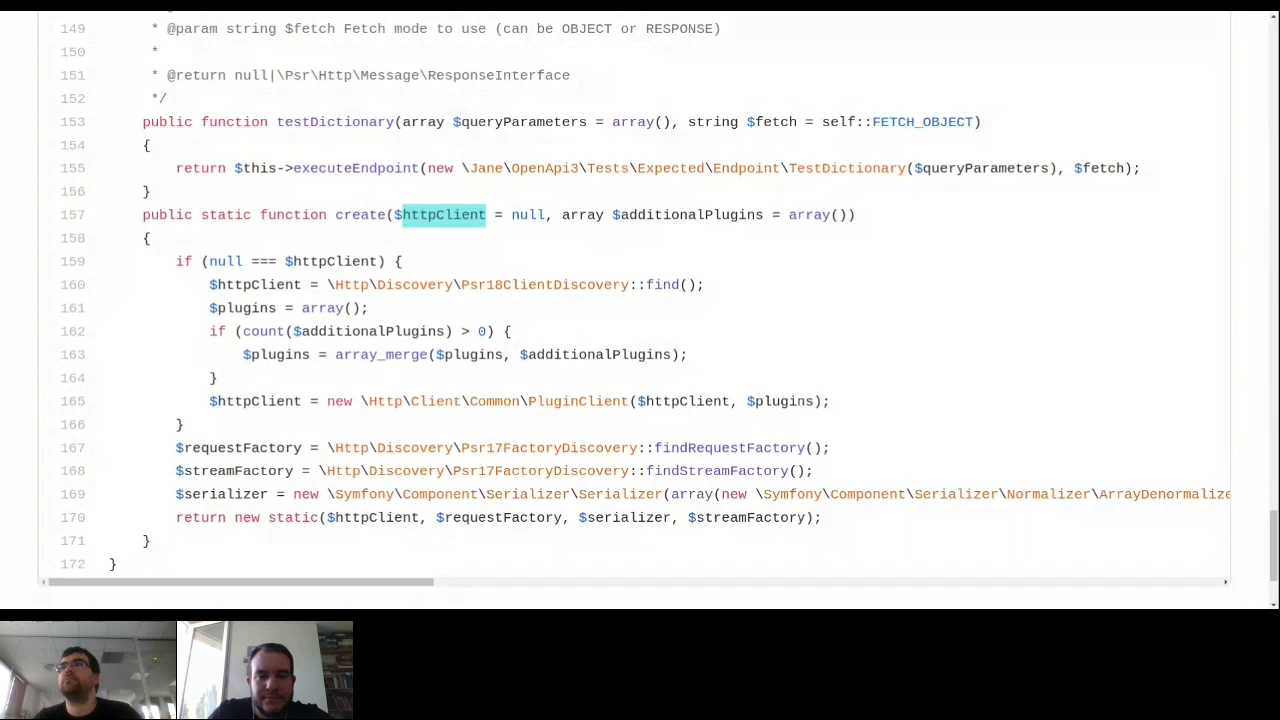 149 * @param string $fetch Fetch mode to use (can be OBJECT or RESPONSE)
150 *
151 * @return null|\Psr\Http\Message\ResponseInterface
152 */
153 public function testDictionary(array $queryParameters = array(), string $fetch = self::FETCH_OBJECT)
154 {
155 return $this->executeEndpoint(new \Jane\OpenApi3\Tests\Expected\Endpoint\TestDictionary($queryParameters), $fetch);
156 }
157 public static function create($httpClient = null, array $additionalPlugins = array())
158 {
159 if (null === $httpClient) {
160 $httpClient = \Http\Discovery\Psr18ClientDiscovery::find();
161 $plugins = array();
162 if (count($additionalPlugins) > 0) {
163 $plugins = array_merge($plugins, $additionalPlugins);
164 }
165 $httpClient = new \Http\Client\Common\PluginClient($httpClient, $plugins);
166 }
167 $requestFactory = \Http\Discovery\Psr17FactoryDiscovery::findRequestFactory();
168 $streamFactory = \Http\Discovery\Psr17FactoryDiscovery::findStreamFactory();
169 $serializer = new \Symfony\Component\Serializer\Serializer(array(new \Symfony\Component\Serializer\Normalizer\ArrayDenormalize
170 return new static($httpClient, $requestFactory, $serializer, $streamFactory);
171 }
172 }